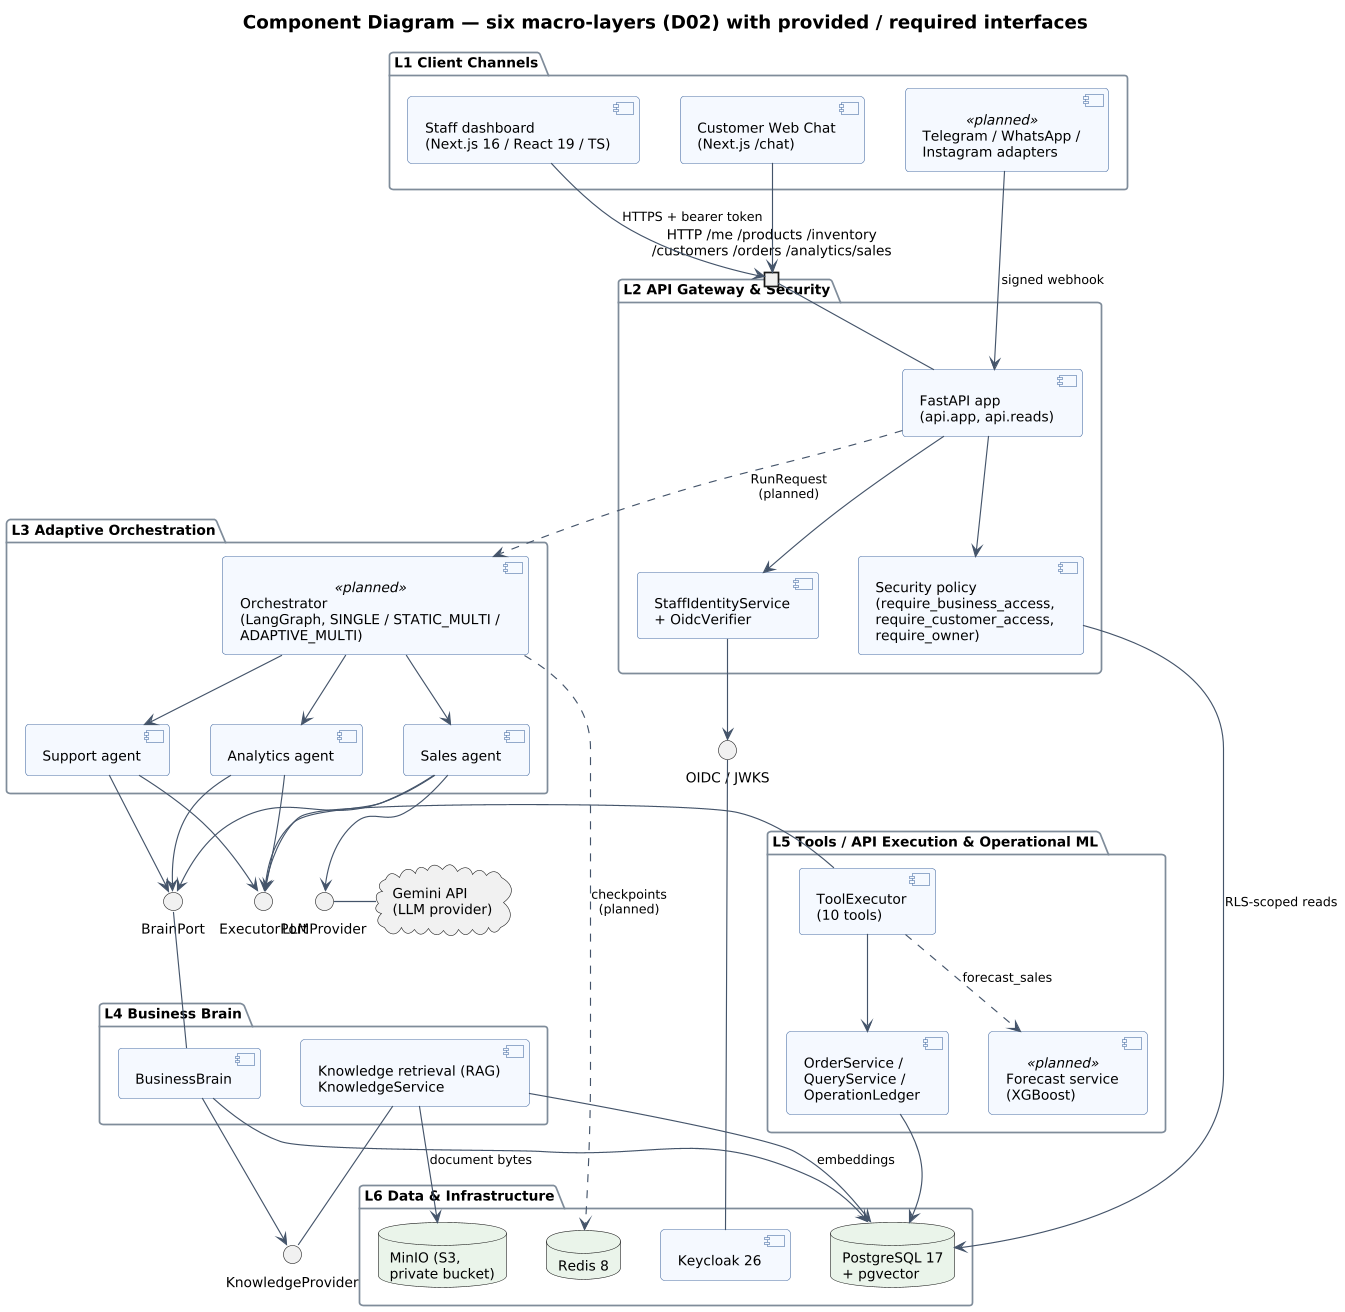 Component Diagram — six macro-layers (D02) with provided / required interfaces
L1 Client Channels
Staff dashboard
(Next.js 16 / React 19 / TS)
Customer Web Chat
(Next.js /chat)
«planned»
Telegram / WhatsApp /
Instagram adapters
HTTPS + bearer token
HTTP /me /products /inventory
/customers /orders /analytics/sales
signed webhook
L2 API Gateway & Security
FastAPI app
(api.app, api.reads)
RunRequest
(planned)
StaffIdentityService
+ OidcVerifier
Security policy
(require_business_access,
require_customer_access,
require_owner)
L3 Adaptive Orchestration
«planned»
Orchestrator
(LangGraph, SINGLE / STATIC_MULTI /
ADAPTIVE_MULTI)
Support agent
Analytics agent
Sales agent
OIDC / JWKS
Gemini API
(LLM provider)
BrainPort
ExecutorPort
LLMProvider
checkpoints
(planned)
L5 Tools / API Execution & Operational ML
ToolExecutor
(10 tools)
RLS-scoped reads
forecast_sales
OrderService /
QueryService /
OperationLedger
«planned»
Forecast service
(XGBoost)
L4 Business Brain
BusinessBrain
Knowledge retrieval (RAG)
KnowledgeService
document bytes
embeddings
L6 Data & Infrastructure
MinIO (S3,
private bucket)
Redis 8
Keycloak 26
PostgreSQL 17
+ pgvector
KnowledgeProvider